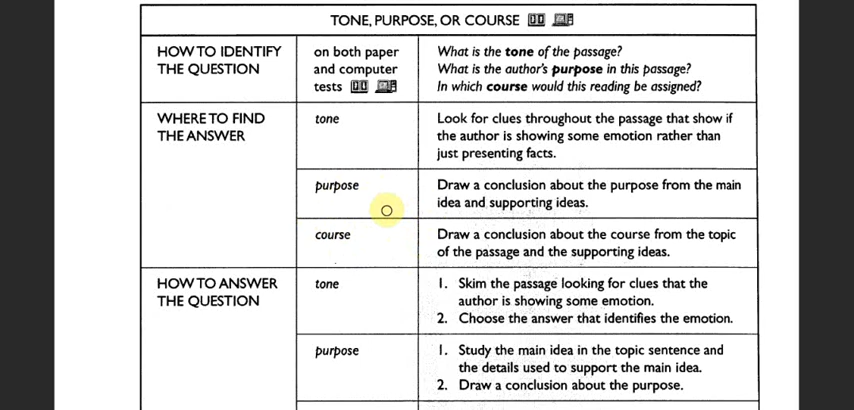 TONE, PURPOSE, OR COURSE
HOW TO IDENTIFY
THE QUESTION
on both paper
and computer
tests
What is the tone of the passage?
What is the author's purpose in this passage?
In which course would this reading be assigned?
WHERE TO FIND
THE ANSWER
tone
Look for clues throughout the passage that show if
the author is showing some emotion rather than
just presenting facts.
purpose
Draw a conclusion about the purpose from the main
idea and supporting ideas.
course
Draw a conclusion about the course from the topic
of the passage and the supporting ideas.
HOW TO ANSWER
THE QUESTION
tone
1. Skim the passage looking for clues that the
author is showing some emotion.
2. Choose the answer that identifies the emotion.
purpose
1. Study the main idea in the topic sentence and
the details used to support the main idea.
2. Draw a conclusion about the purpose.